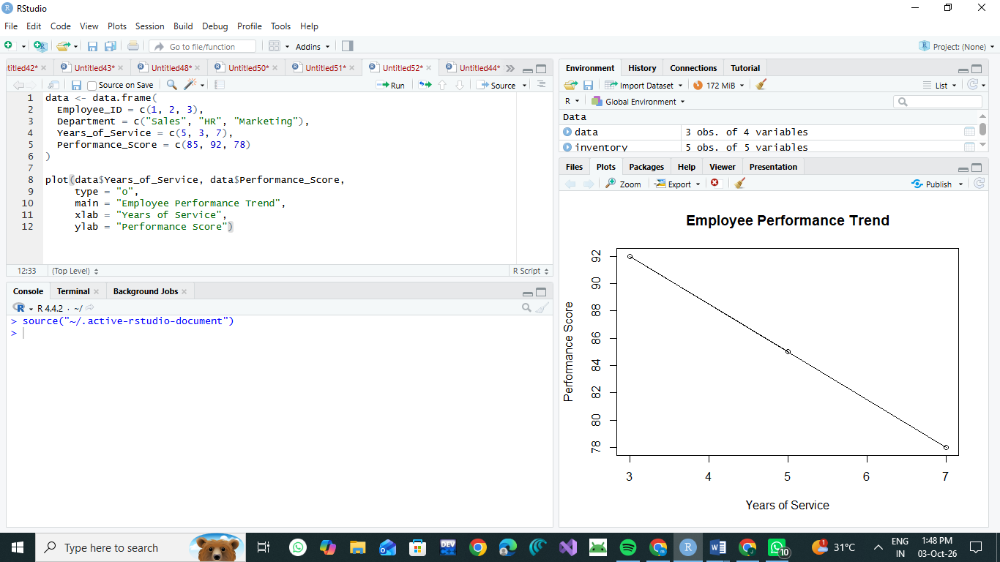 RStudio
File Edit Code View Plots Session Build Debug Profile Tools Help
Go to file/function Addins Project: (None)
ntitled42* Untitled43* Untitled48* Untitled50* Untitled51* Untitled52* Untitled44*
Source on Save Run Source
1 data <- data.frame(
2 Employee_ID = c(1, 2, 3),
3 Department = c("Sales", "HR", "Marketing"),
4 Years_of_Service = c(5, 3, 7),
5 Performance_Score = c(85, 92, 78)
6 )
7
8 plot(data$Years_of_Service, data$Performance_Score,
9 type = "o",
10 main = "Employee Performance Trend",
11 xlab = "Years of Service",
12 ylab = "Performance Score")
12:33 (Top Level) R Script
Console Terminal Background Jobs
R 4.4.2 · ~/
> source("~/.active-rstudio-document")
>
Environment History Connections Tutorial
Import Dataset 172 MiB List
R Global Environment
Data
data 3 obs. of 4 variables
inventory 5 obs. of 5 variables
Files Plots Packages Help Viewer Presentation
Zoom Export Publish
Employee Performance Trend
Performance Score
92
90
88
86
84
82
80
78
3 4 5 6 7
Years of Service
Type here to search
DEV
R
10
1
31°C
ENG
IN
1:48 PM
03-Oct-26